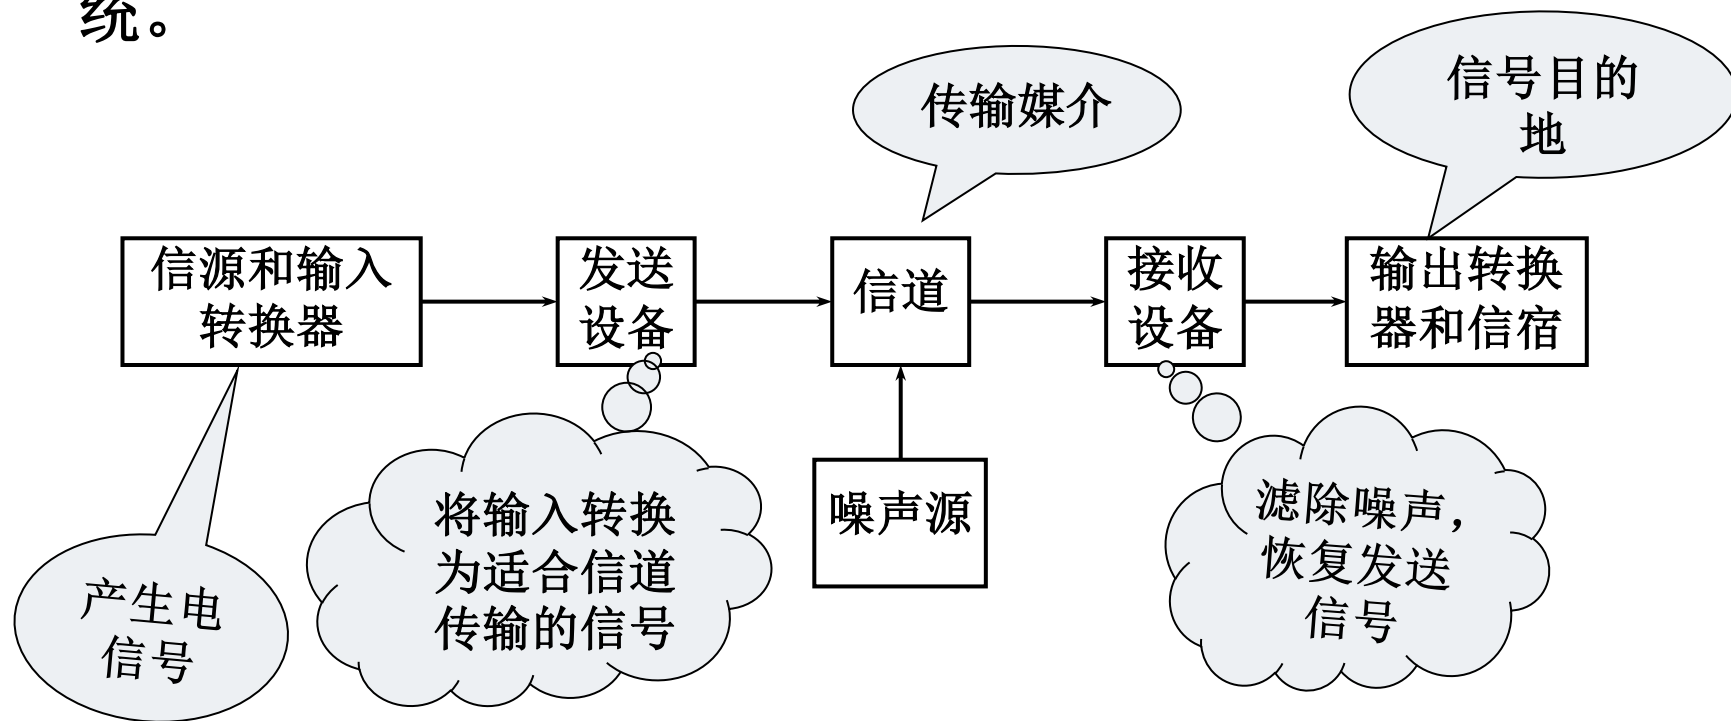 统。
传输媒介
信号目的
地
信源和输入
转换器
发送
设备
信道
接收
设备
输出转换
器和信宿
产生电
信号
将输入转换
为适合信道
传输的信号
噪声源
滤除噪声，
恢复发送
信号